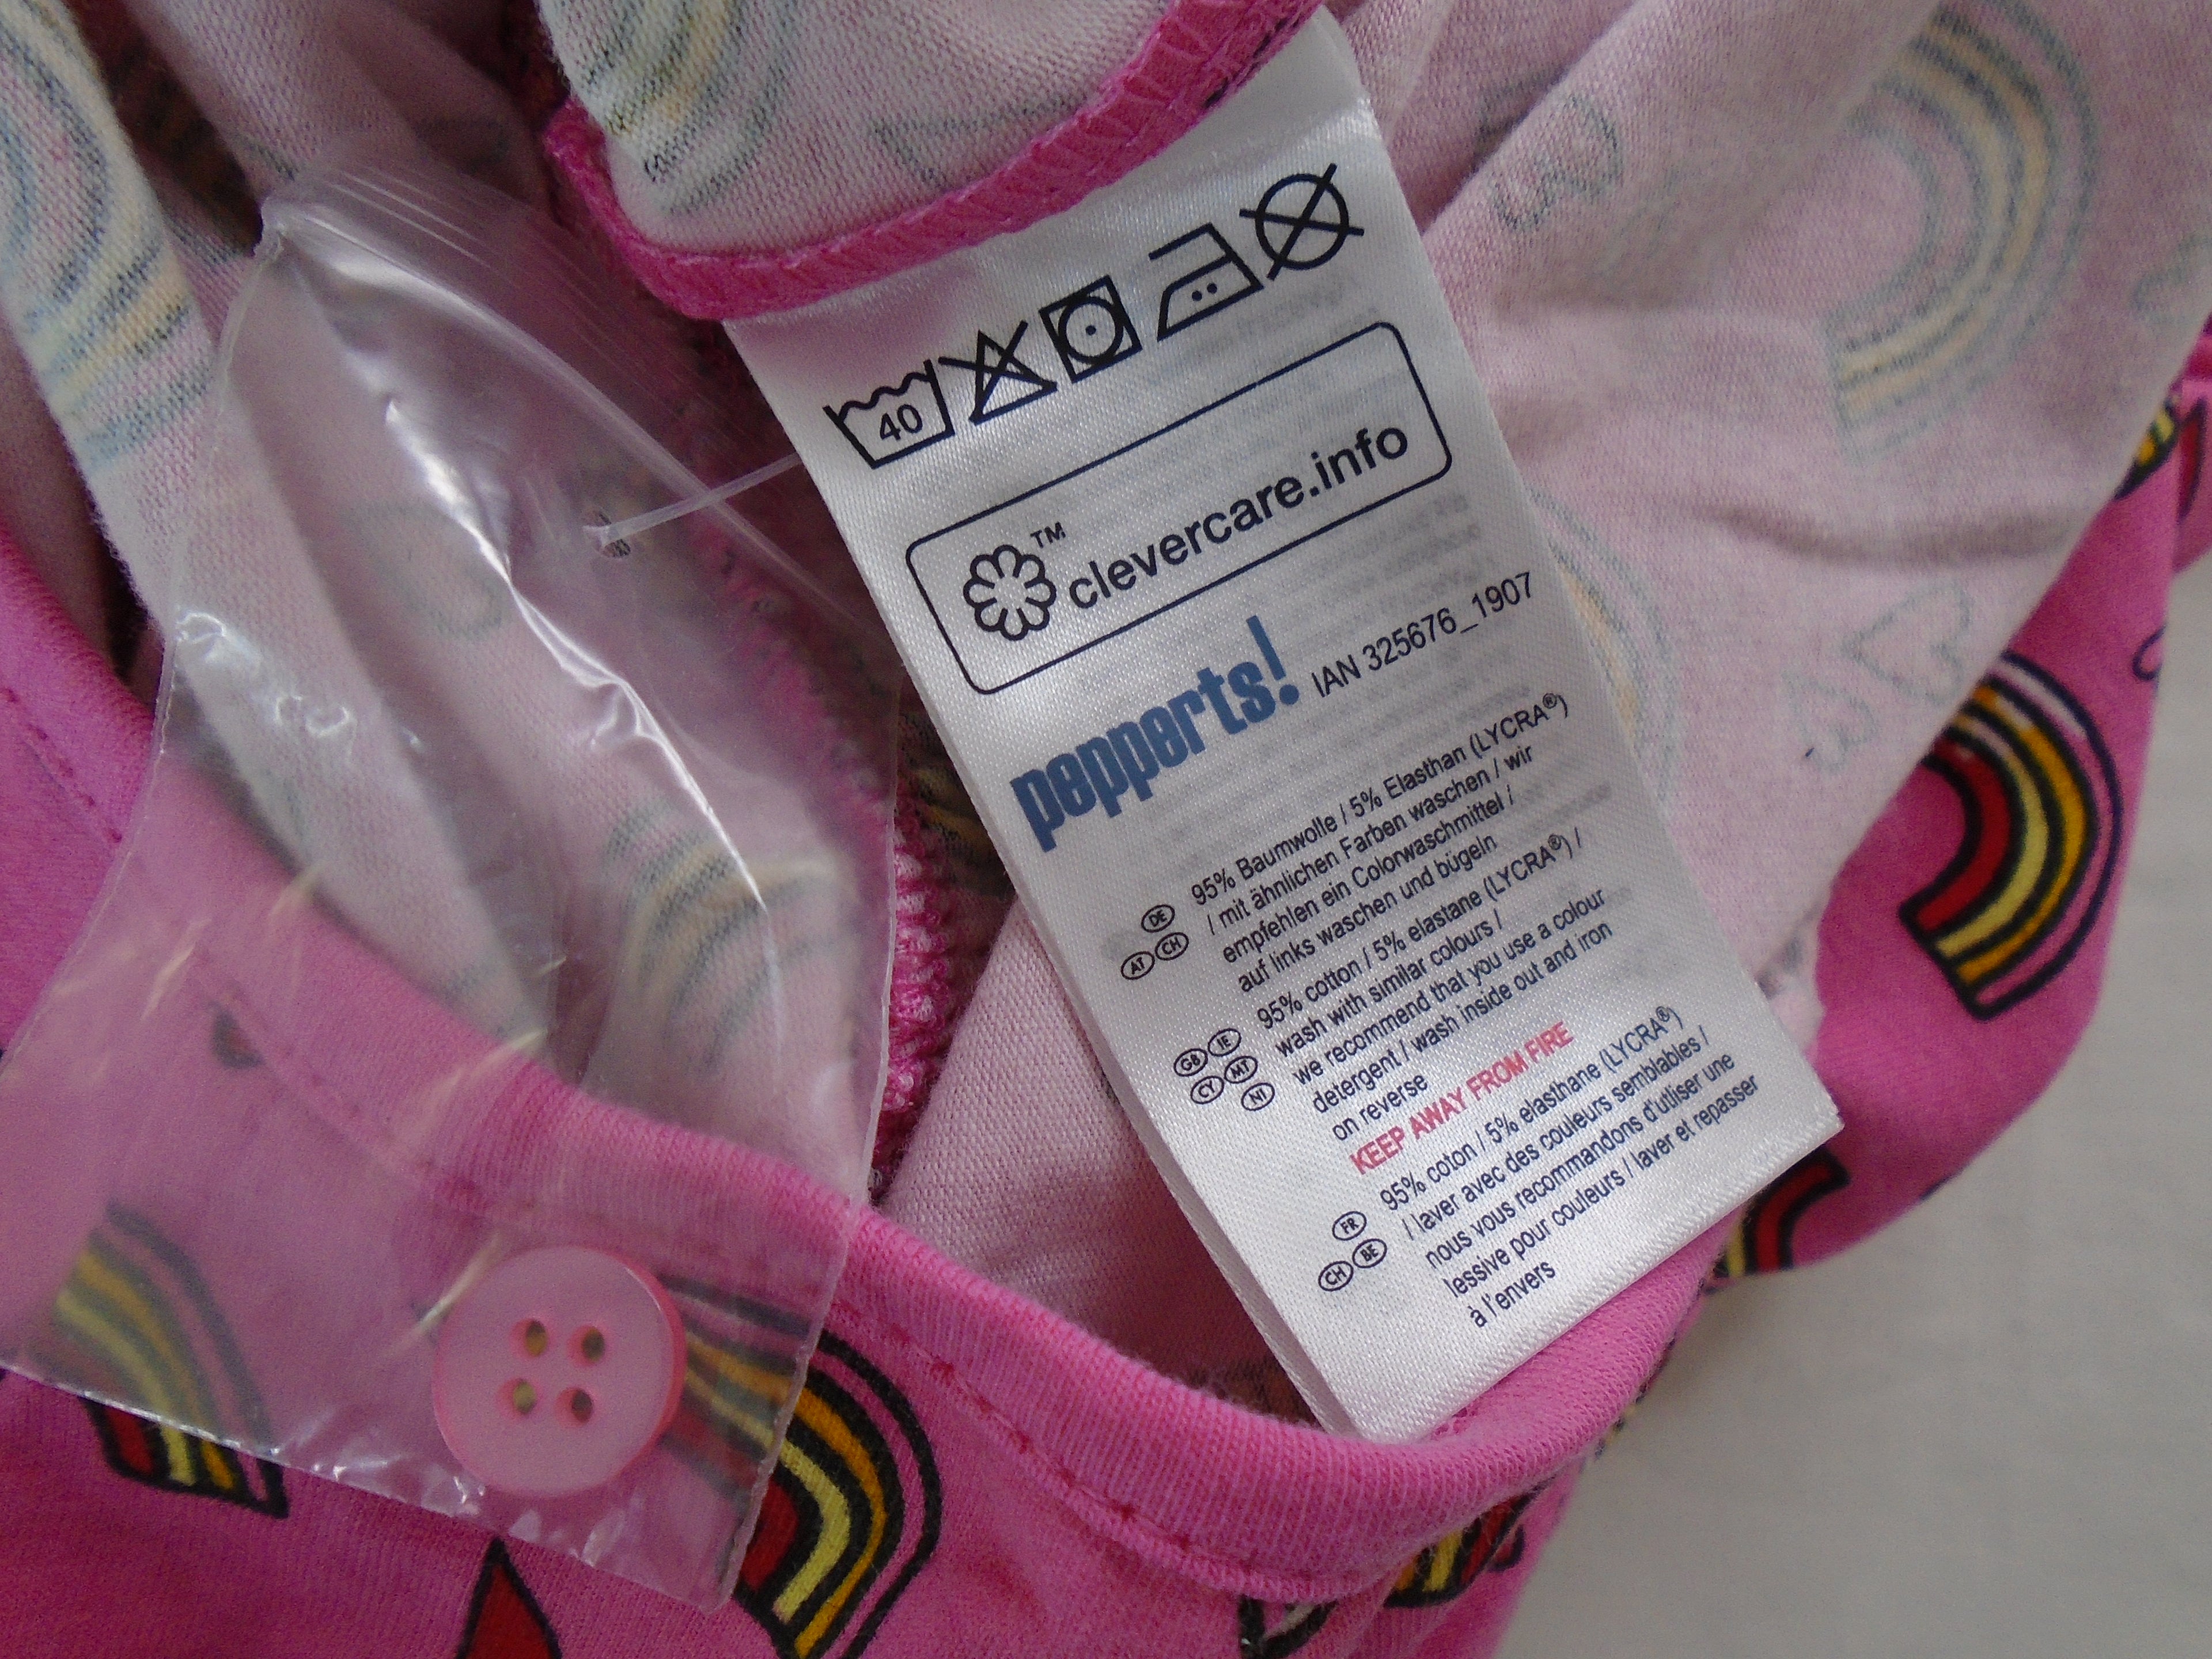 40
clevercare.info
TM
pepperts! IAN 325676_1907
DE
AT CH
95% Baumwolle / 5% Elasthan (LYCRA®)
/ mit ähnlichen Farben waschen / wir
empfehlen ein Colorwaschmittel /
auf links waschen und bügeln
GB IE
CY MT
NI
95% cotton / 5% elastane (LYCRA®) /
wash with similar colours /
we recommend that you use a colour
detergent / wash inside out and iron
on reverse
KEEP AWAY FROM FIRE
FR
CH BE
95% coton / 5% elasthane (LYCRA®)
/ laver avec des couleurs semblables /
nous vous recommandons d'utliser une
lessive pour couleurs / laver et repasser
à l'envers